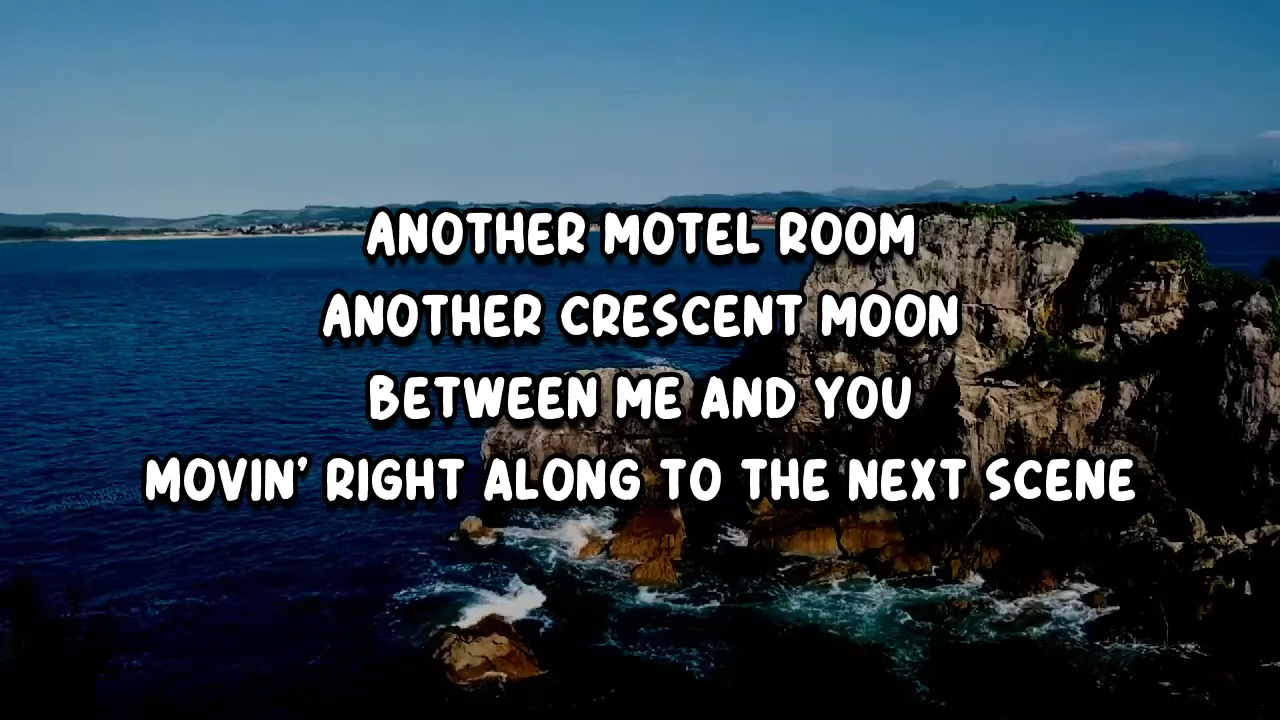 ANOTHER MOTEL ROOM
ANOTHER CRESCENT MOON
BETWEEN ME AND YOU
MOVIN' RIGHT ALONG TO THE NEXT SCENE